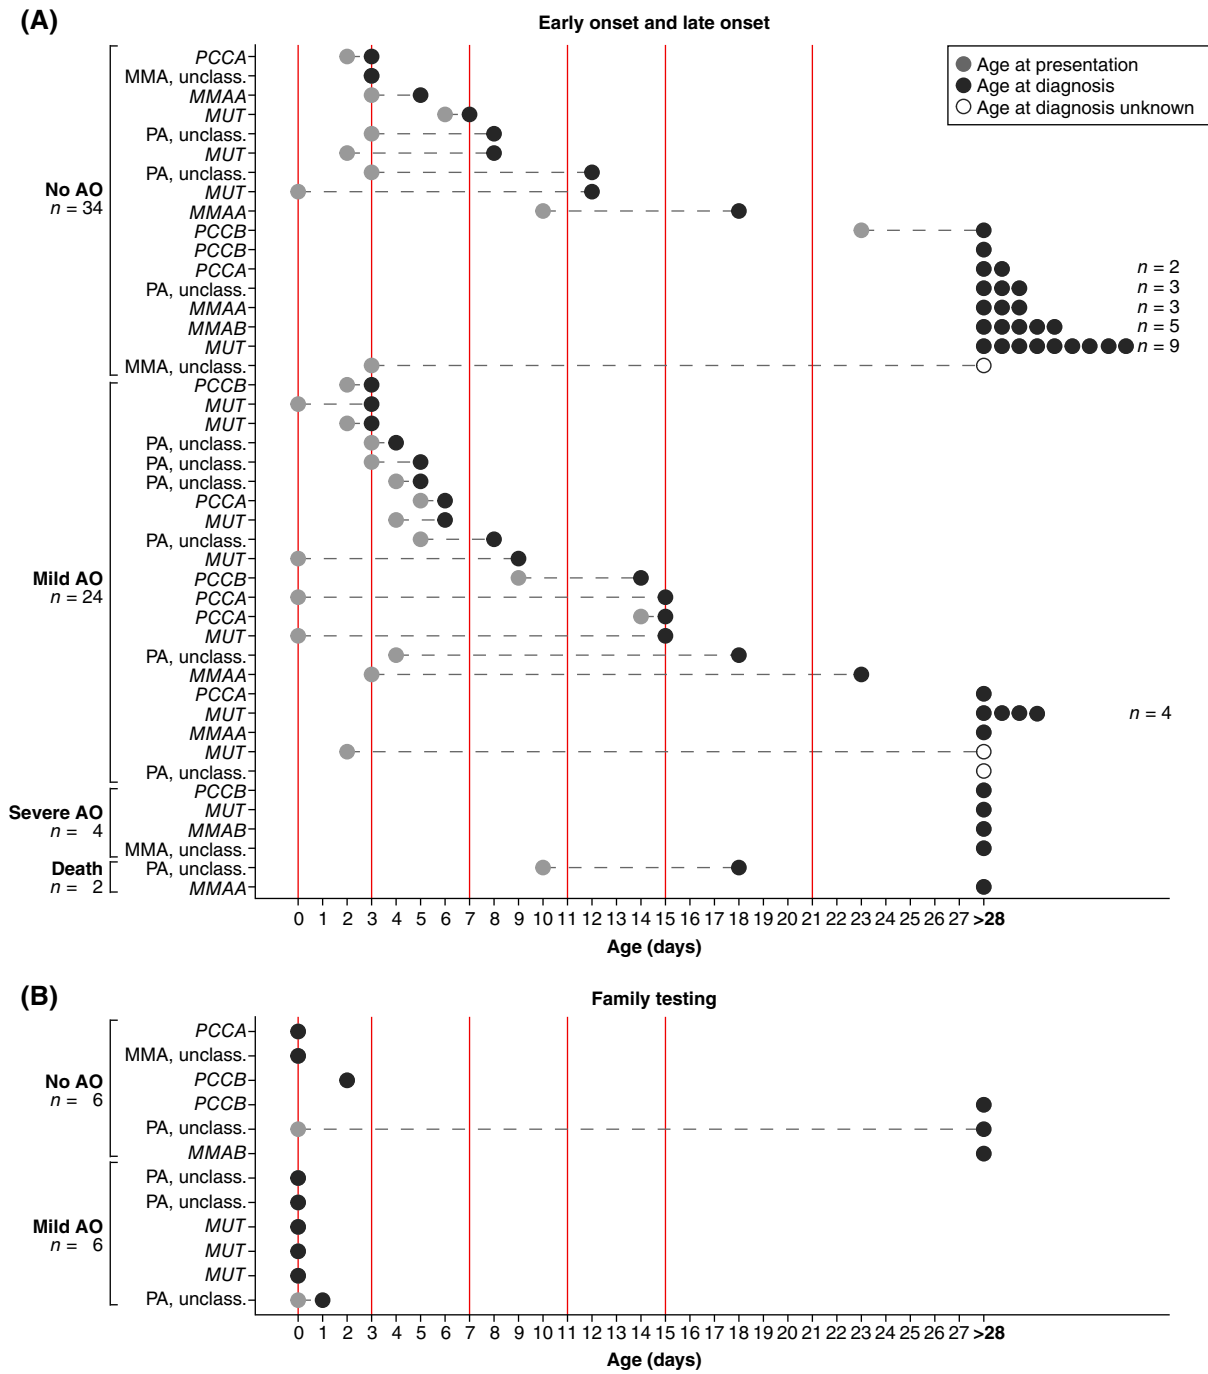 (A)
Early onset and late onset
Age at presentation
Age at diagnosis
Age at diagnosis unknown
No AO
n = 34
PCCA
MMA, unclass.
MMAA
MUT
PA, unclass.
MUT
PA, unclass.
MUT
MMAA
PCCB
PCCB
PCCA n = 2
PA, unclass. n = 3
MMAA n = 3
MMAB n = 5
MUT n = 9
MMA, unclass.
Mild AO
n = 24
PCCB
MUT
MUT
PA, unclass.
PA, unclass.
PA, unclass.
PCCA
MUT
PA, unclass.
MUT
PCCB
PCCA
PCCA
MUT
PA, unclass.
MMAA
PCCA
MUT n = 4
MMAA
MUT
PA, unclass.
Severe AO
n = 4
PCCB
MUT
MMAB
MMA, unclass.
Death
n = 2
PA, unclass.
MMAA
0 1 2 3 4 5 6 7 8 9 10 11 12 13 14 15 16 17 18 19 20 21 22 23 24 25 26 27 >28
Age (days)
(B)
Family testing
No AO
n = 6
PCCA
MMA, unclass.
PCCB
PCCB
PA, unclass.
MMAB
Mild AO
n = 6
PA, unclass.
PA, unclass.
MUT
MUT
MUT
PA, unclass.
0 1 2 3 4 5 6 7 8 9 10 11 12 13 14 15 16 17 18 19 20 21 22 23 24 25 26 27 >28
Age (days)